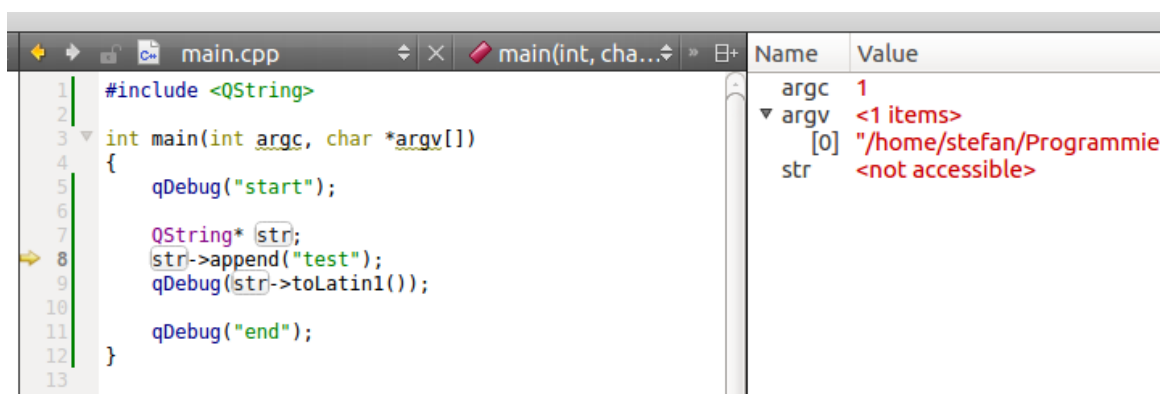 main.cpp
main(int, cha...
Name Value
1 #include <QString>
2
3 int main(int argc, char *argv[])
4 {
5 qDebug("start");
6
7 QString* str;
8 str->append("test");
9 qDebug(str->toLatin1());
10
11 qDebug("end");
12 }
13
argc 1
argv <1 items>
[0] "/home/stefan/Programmie
str <not accessible>